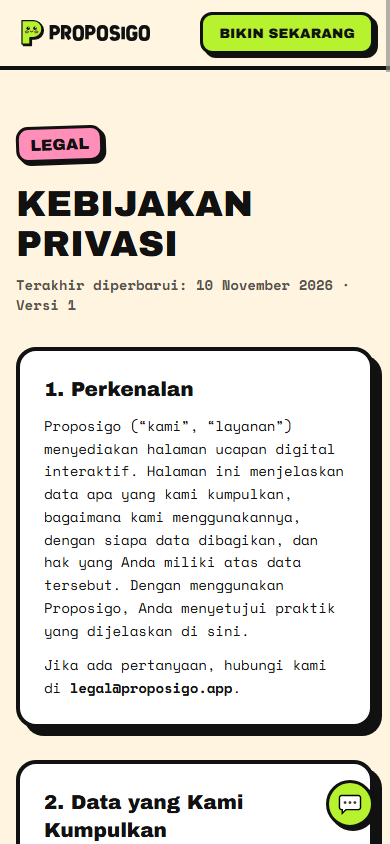 PROPOSIGO
BIKIN SEKARANG
LEGAL
KEBIJAKAN
PRIVASI
Terakhir diperbarui: 10 November 2026 ·
Versi 1
1. Perkenalan
Proposigo (“kami”, “layanan”)
menyediakan halaman ucapan digital
interaktif. Halaman ini menjelaskan
data apa yang kami kumpulkan,
bagaimana kami menggunakannya,
dengan siapa data dibagikan, dan
hak yang Anda miliki atas data
tersebut. Dengan menggunakan
Proposigo, Anda menyetujui praktik
yang dijelaskan di sini.
Jika ada pertanyaan, hubungi kami
di legal@proposigo.app.
2. Data yang Kami
Kumpulkan